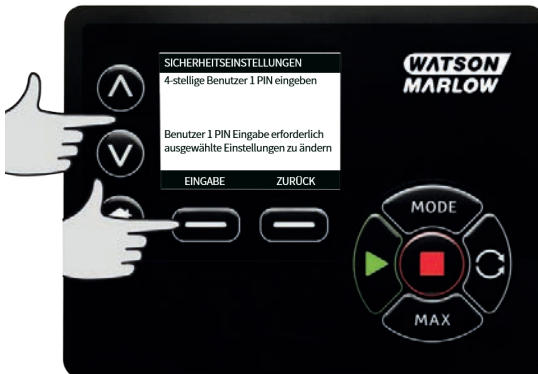 SICHERHEITSEINSTELLUNGEN
4-stellige Benutzer 1 PIN eingeben
Benutzer 1 PIN Eingabe erforderlich
ausgewählte Einstellungen zu ändern
EINGABE ZURÜCK
WATSON
MARLOW
MODE
MAX